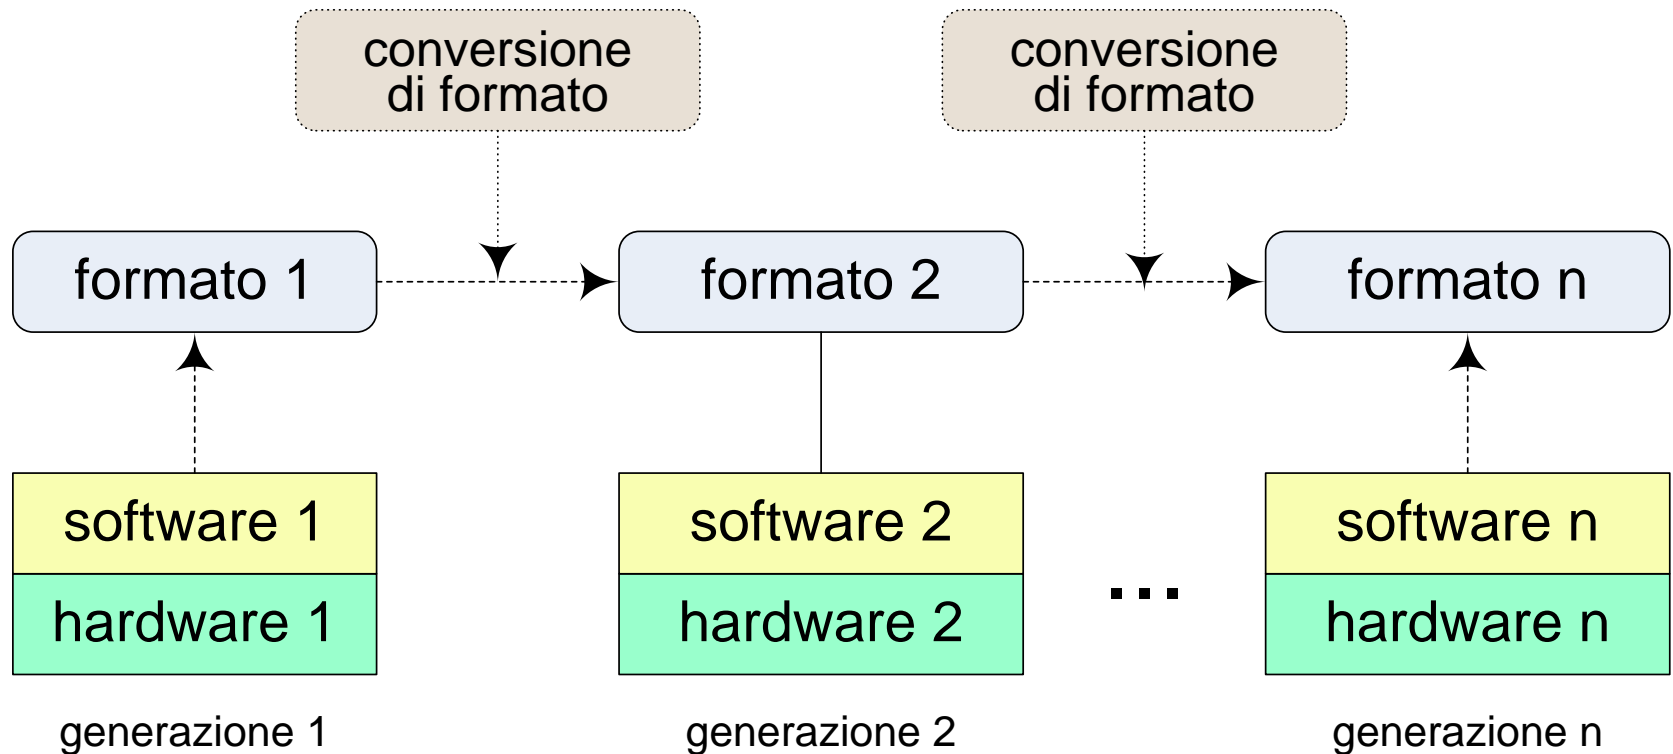 conversione
di formato
conversione
di formato
formato 1
formato 2
formato n
software 1
software 2
software n
hardware 1
hardware 2
...
hardware n
generazione 1
generazione 2
generazione n